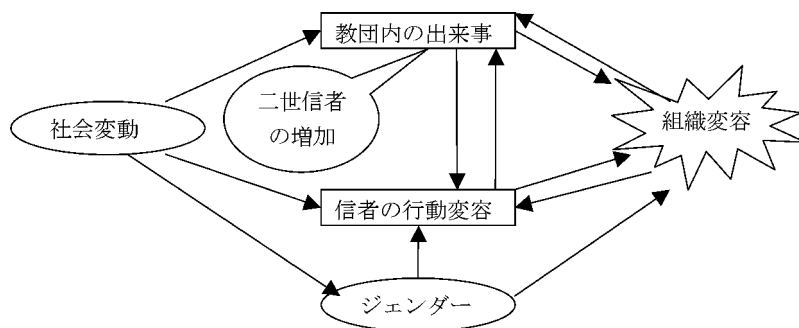 教団内の出来事
二世信者
の増加
社会変動
組織変容
信者の行動変容
ジェンダー